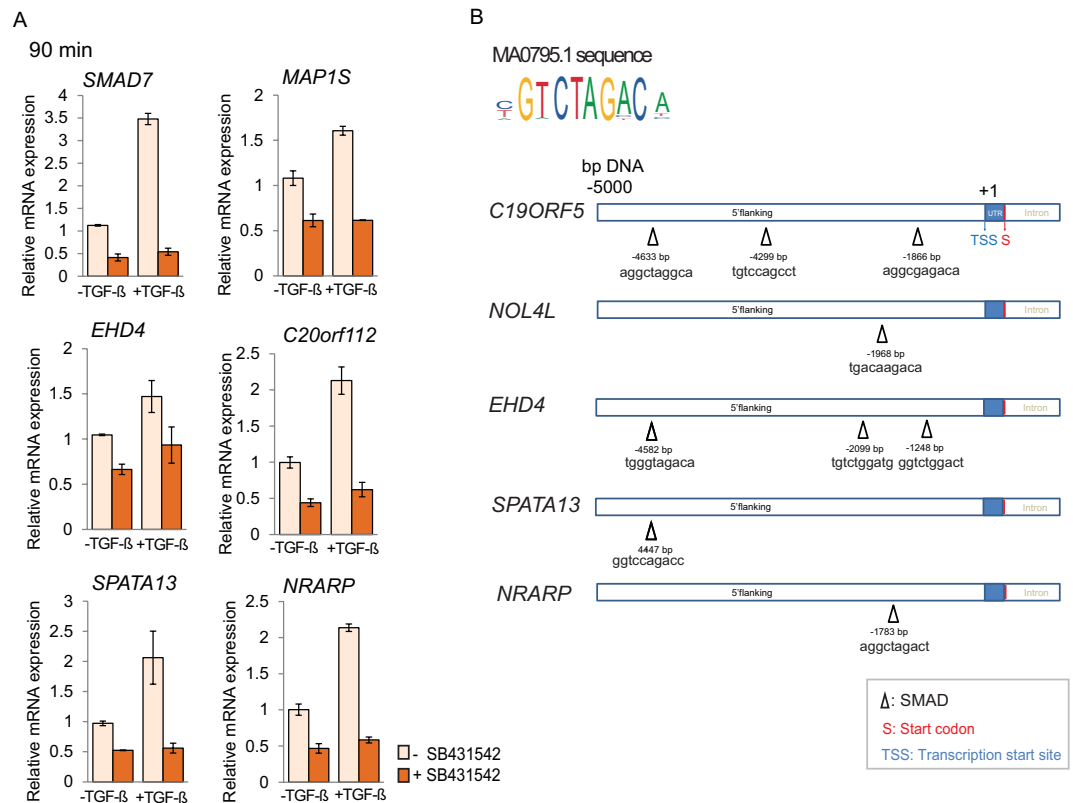 A
90 min
SMAD7
Relative mRNA expression
4
3.5
3
2.5
2
1.5
1
0.5
0
-TGF-ß +TGF-ß
MAP1S
Relative mRNA expression
2
1.5
1
0.5
0
-TGF-ß +TGF-ß
EHD4
Relative mRNA expression
2
1.5
1
0.5
0
-TGF-ß +TGF-ß
C20orf112
Relative mRNA expression
2.5
2
1.5
1
0.5
0
-TGF-ß +TGF-ß
SPATA13
Relative mRNA expression
3
2.5
2
1.5
1
0.5
0
-TGF-ß +TGF-ß
NRARP
Relative mRNA expression
2.5
2
1.5
1
0.5
0
-TGF-ß +TGF-ß
- SB431542
+ SB431542
B
MA0795.1 sequence
GTCTAGAC
bp DNA
-5000
+1
C19ORF5
5'flanking
UTR
Intron
TSS S
-4633 bp
aggctaggca
-4299 bp
tgtccagcct
-1866 bp
aggcgagaca
NOL4L
5'flanking
Intron
-1968 bp
tgacaagaca
EHD4
5'flanking
Intron
-4582 bp
tgggtagaca
-2099 bp
tgtctggatg
-1248 bp
ggtctggact
SPATA13
5'flanking
Intron
4447 bp
ggtccagacc
NRARP
5'flanking
Intron
-1783 bp
aggctagact
: SMAD
S: Start codon
TSS: Transcription start site